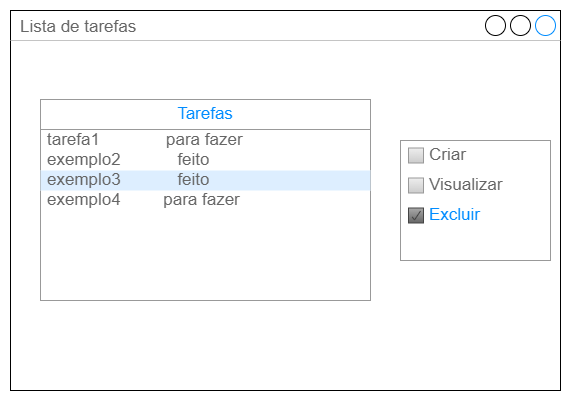 Lista de tarefas
Tarefas
tarefa1 para fazer
exemplo2 feito
exemplo3 feito
exemplo4 para fazer
Criar
Visualizar
Excluir